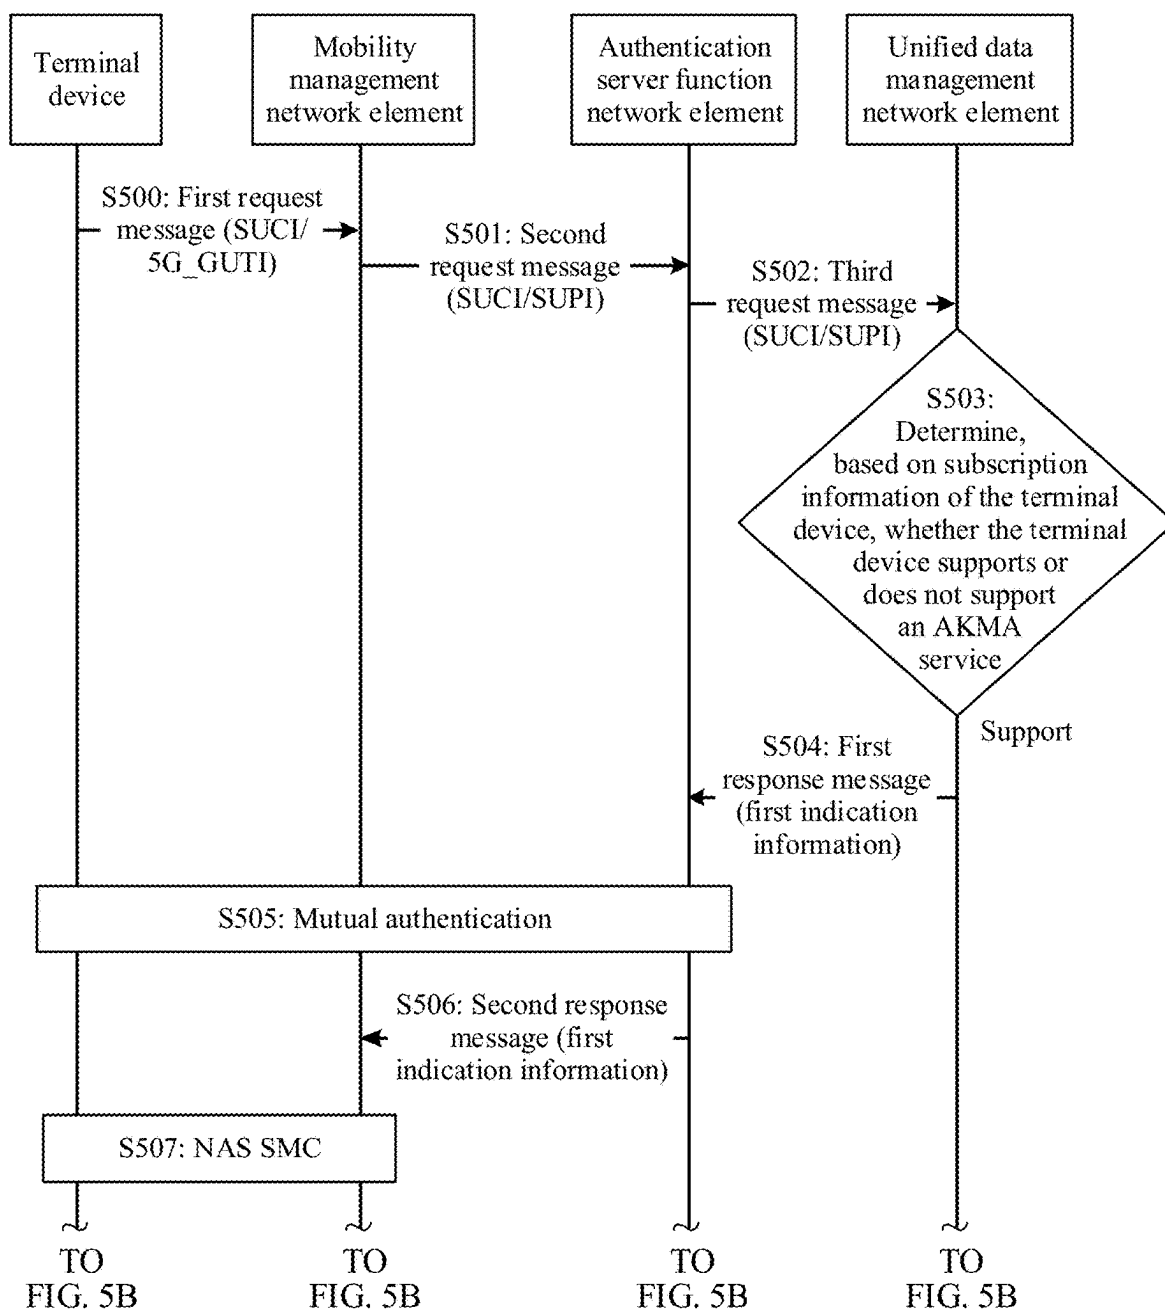 Terminal
device
Mobility
management
network element
Authentication
server function
network element
Unified data
management
network element
S500: First request
message (SUCI/
5G_GUTI)
S501: Second
request message
(SUCI/SUPI)
S502: Third
request message
(SUCI/SUPI)
S503:
Determine,
based on subscription
information of the terminal
device, whether the terminal
device supports or
does not support
an AKMA
service
Support
S504: First
response message
(first indication
information)
S505: Mutual authentication
S506: Second response
message (first
indication information)
S507: NAS SMC
TO
FIG. 5B
TO
FIG. 5B
TO
FIG. 5B
TO
FIG. 5B